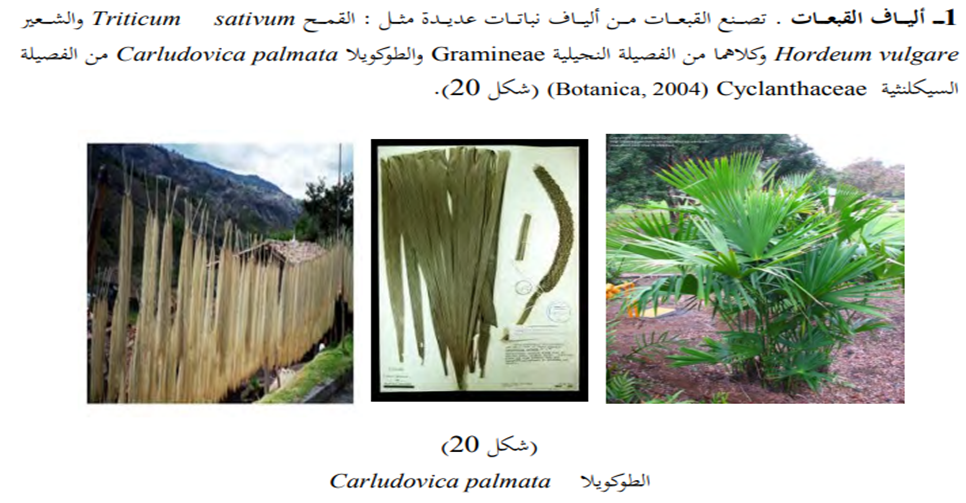 1ـ ألياف القبعات . تصنع القبعات من ألياف نباتات عديدة مثل : القمح Triticum sativum والشعير
Hordeum vulgare وكلاهما من الفصيلة النجيلية Gramineae والطوكويلا Carludovica palmata من الفصيلة
السيكلنثية Cyclanthaceae (Botanica, 2004) (شكل 20).
(شكل 20)
الطوكويلا Carludovica palmata